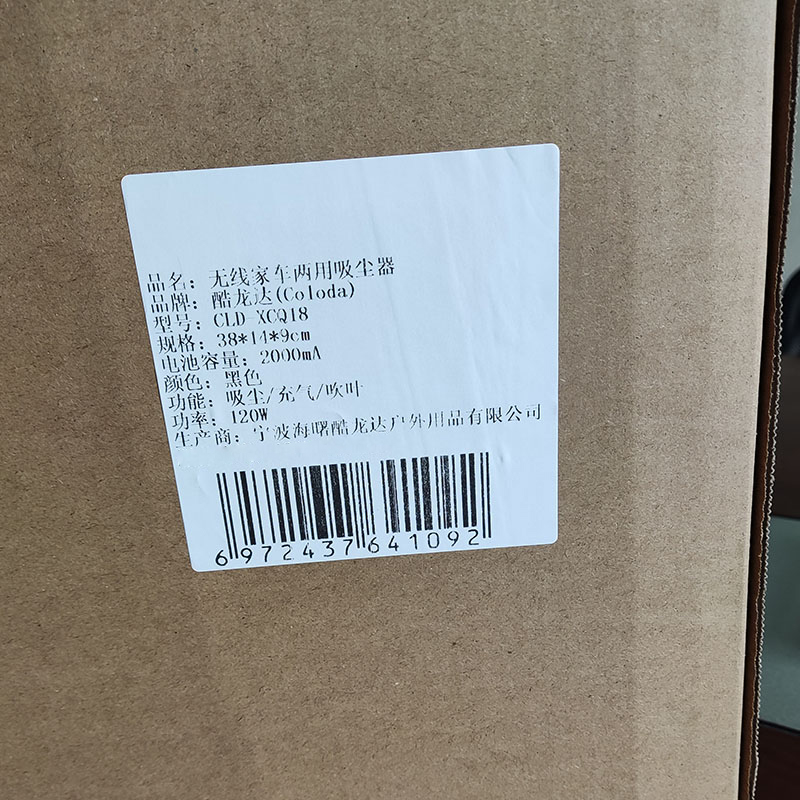 品名：无线家车两用吸尘器
品牌：酷龙达(Coloda)
型号：CLD-XCQ18
规格：38*14*9cm
电池容量：2000mA
颜色：黑色
功能：吸尘/充气/吹叶
功率：120W
生产商：宁波海曙酷龙达户外用品有限公司
6 972437 641092